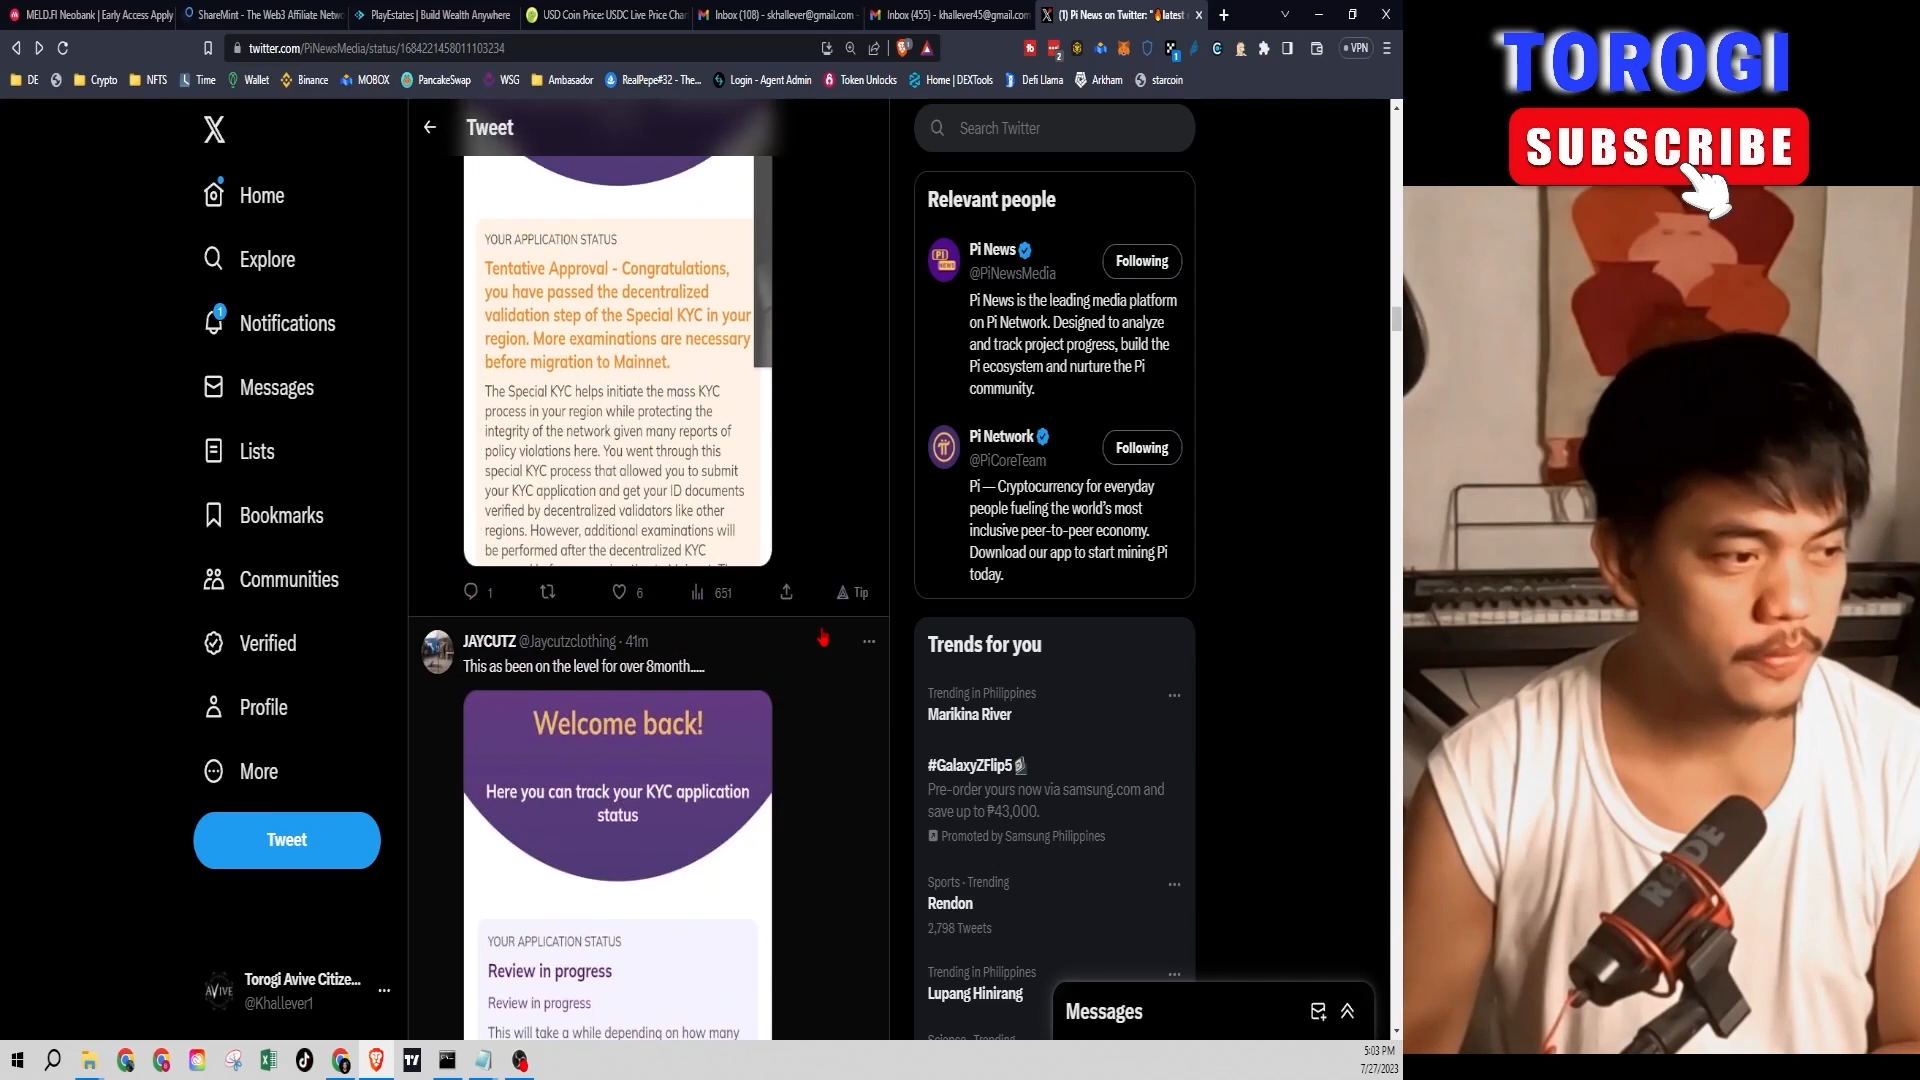 MELD.FI Neobank | Early Access Apply
ShareMint - The Web3 Affiliate Netwo
PlayEstates | Build Wealth Anywhere
USD Coin Price: USDC Live Price Char
Inbox (108) - skhallever@gmail.com -
Inbox (455) - khallever45@gmail.com
(1) Pi News on Twitter: "🔥latest
twitter.com/PiNewsMedia/status/1684221458011103234
VPN
DE
Crypto
NFTS
Time
Wallet
Binance
MOBOX
PancakeSwap
WSG
Ambasador
RealPepe#32 - The...
Login - Agent Admin
Token Unlocks
Home | DEXTools
Defi Llama
Arkham
starcoin
TOROGI
SUBSCRIBE
Home
Explore
Notifications
Messages
Lists
Bookmarks
Communities
Verified
Profile
More
Tweet
Torogi Avive Citize...
@Khallever1
Tweet
YOUR APPLICATION STATUS
Tentative Approval - Congratulations,
you have passed the decentralized
validation step of the Special KYC in your
region. More examinations are necessary
before migration to Mainnet.
The Special KYC helps initiate the mass KYC
process in your region while protecting the
integrity of the network given many reports of
policy violations here. You went through this
special KYC process that allowed you to submit
your KYC application and get your ID documents
verified by decentralized validators like other
regions. However, additional examinations will
be performed after the decentralized KYC
1
6
651
Tip
JAYCUTZ @Jaycutzclothing · 41m
This as been on the level for over 8month.....
Welcome back!
Here you can track your KYC application
status
YOUR APPLICATION STATUS
Review in progress
Review in progress
This will take a while depending on how many
Search Twitter
Relevant people
Pi News
@PiNewsMedia
Following
Pi News is the leading media platform
on Pi Network. Designed to analyze
and track project progress, build the
Pi ecosystem and nurture the Pi
community.
Pi Network
@PiCoreTeam
Following
Pi — Cryptocurrency for everyday
people fueling the world's most
inclusive peer-to-peer economy.
Download our app to start mining Pi
today.
Trends for you
Trending in Philippines
Marikina River
#GalaxyZFlip5
Pre-order yours now via samsung.com and
save up to ₱43,000.
Promoted by Samsung Philippines
Sports · Trending
Rendon
2,798 Tweets
Trending in Philippines
Lupang Hinirang
Messages
RODE
5:03 PM
7/27/2023